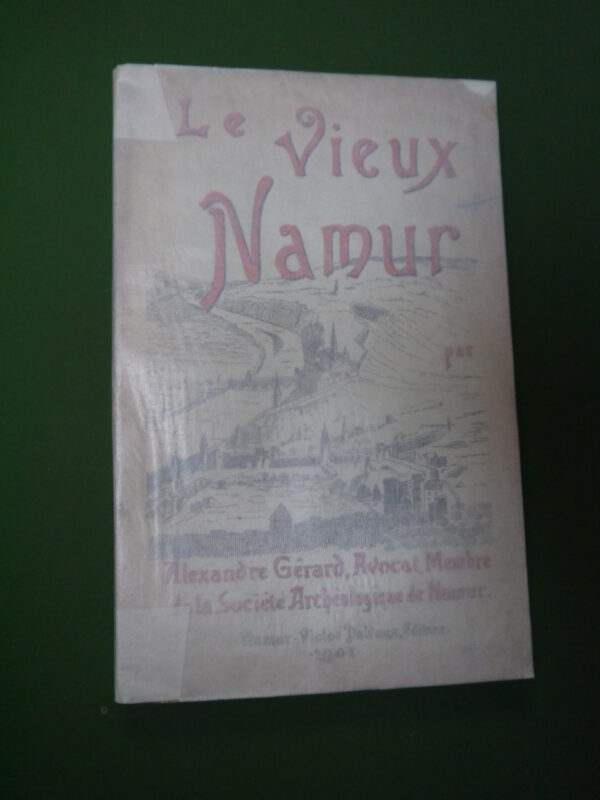 Le
Vieux
Namur
par
Alexandre Gérard, Avocat Membre
de la Société Archéologique de Namur.
Namur. Victor Delvaux, Éditeur.